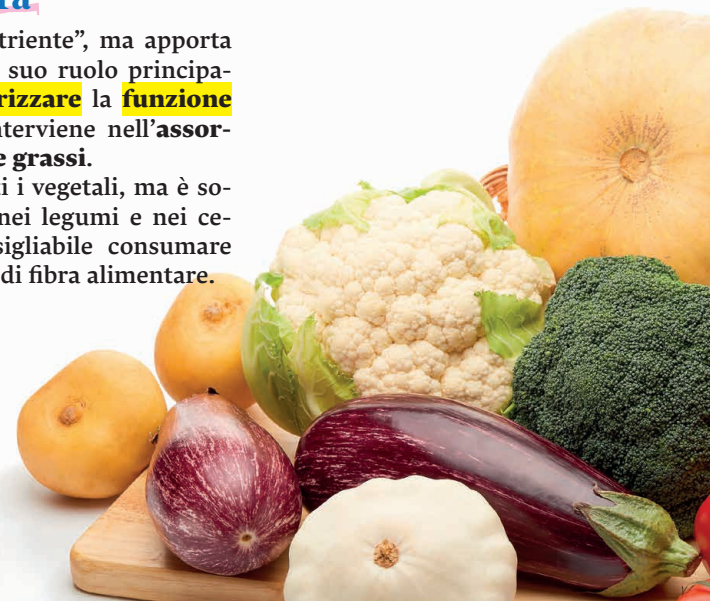 triente”, ma apporta
suo ruolo principa-
rizzare la funzione
nterviene nell’assor-
e grassi.
i i vegetali, ma è so-
nei legumi e nei ce-
sigliabile consumare
di fibra alimentare.